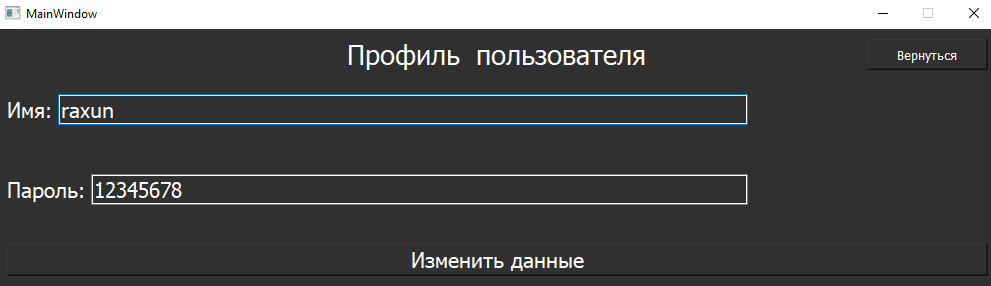 MainWindow
Профиль пользователя
Вернуться
Имя: raxun
Пароль: 12345678
Изменить данные